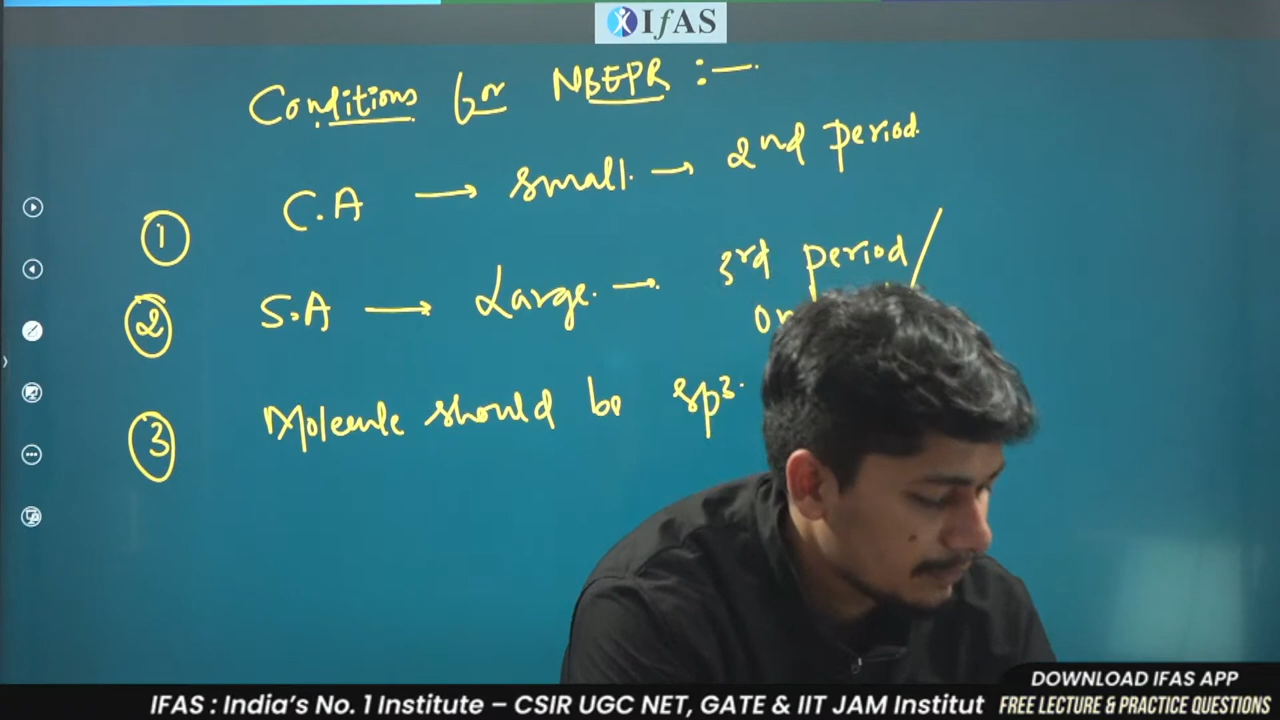 IfAS
Conditions for NBEPR :-
① C.A → small. → 2nd period.
② S.A → Large. → 3rd period/
③ Molecule should be sp3.
DOWNLOAD IFAS APP
IFAS : India's No. 1 Institute – CSIR UGC NET, GATE & IIT JAM Institut
FREE LECTURE & PRACTICE QUESTIONS